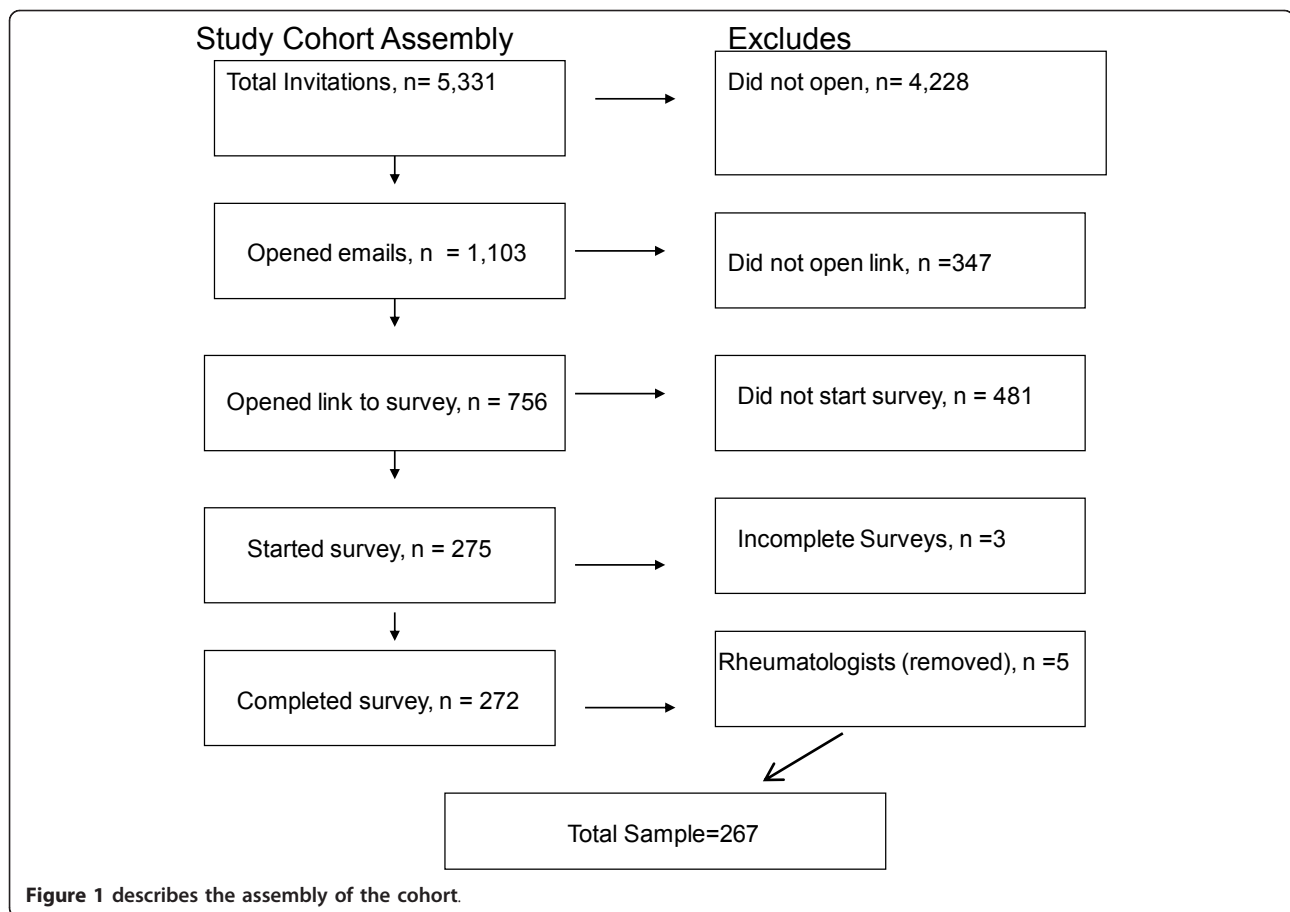 Study Cohort Assembly
Excludes
Total Invitations, n= 5,331
Did not open, n= 4,228
Opened emails, n = 1,103
Did not open link, n =347
Opened link to survey, n = 756
Did not start survey, n = 481
Started survey, n = 275
Incomplete Surveys, n =3
Completed survey, n = 272
Rheumatologists (removed), n =5
Total Sample=267
Figure 1 describes the assembly of the cohort.